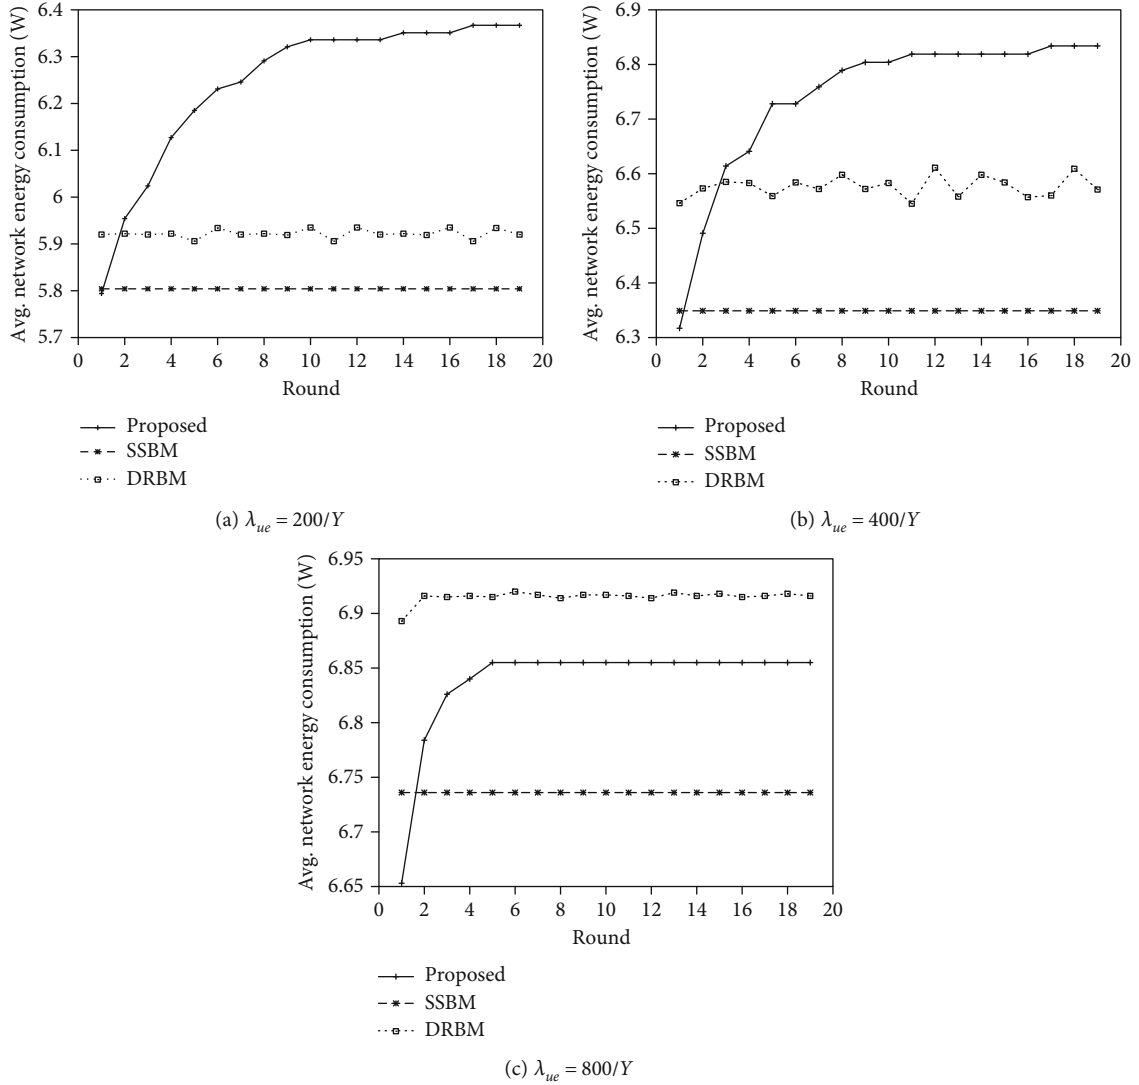 Avg. network energy consumption (W)
6.4
6.3
6.2
6.1
6
5.9
5.8
5.7
0 2 4 6 8 10 12 14 16 18 20
Round
Proposed
SSBM
DRBM
(a) λue = 200/Y
Avg. network energy consumption (W)
6.9
6.8
6.7
6.6
6.5
6.4
6.3
0 2 4 6 8 10 12 14 16 18 20
Round
Proposed
SSBM
DRBM
(b) λue = 400/Y
Avg. network energy consumption (W)
6.95
6.9
6.85
6.8
6.75
6.7
6.65
0 2 4 6 8 10 12 14 16 18 20
Round
Proposed
SSBM
DRBM
(c) λue = 800/Y